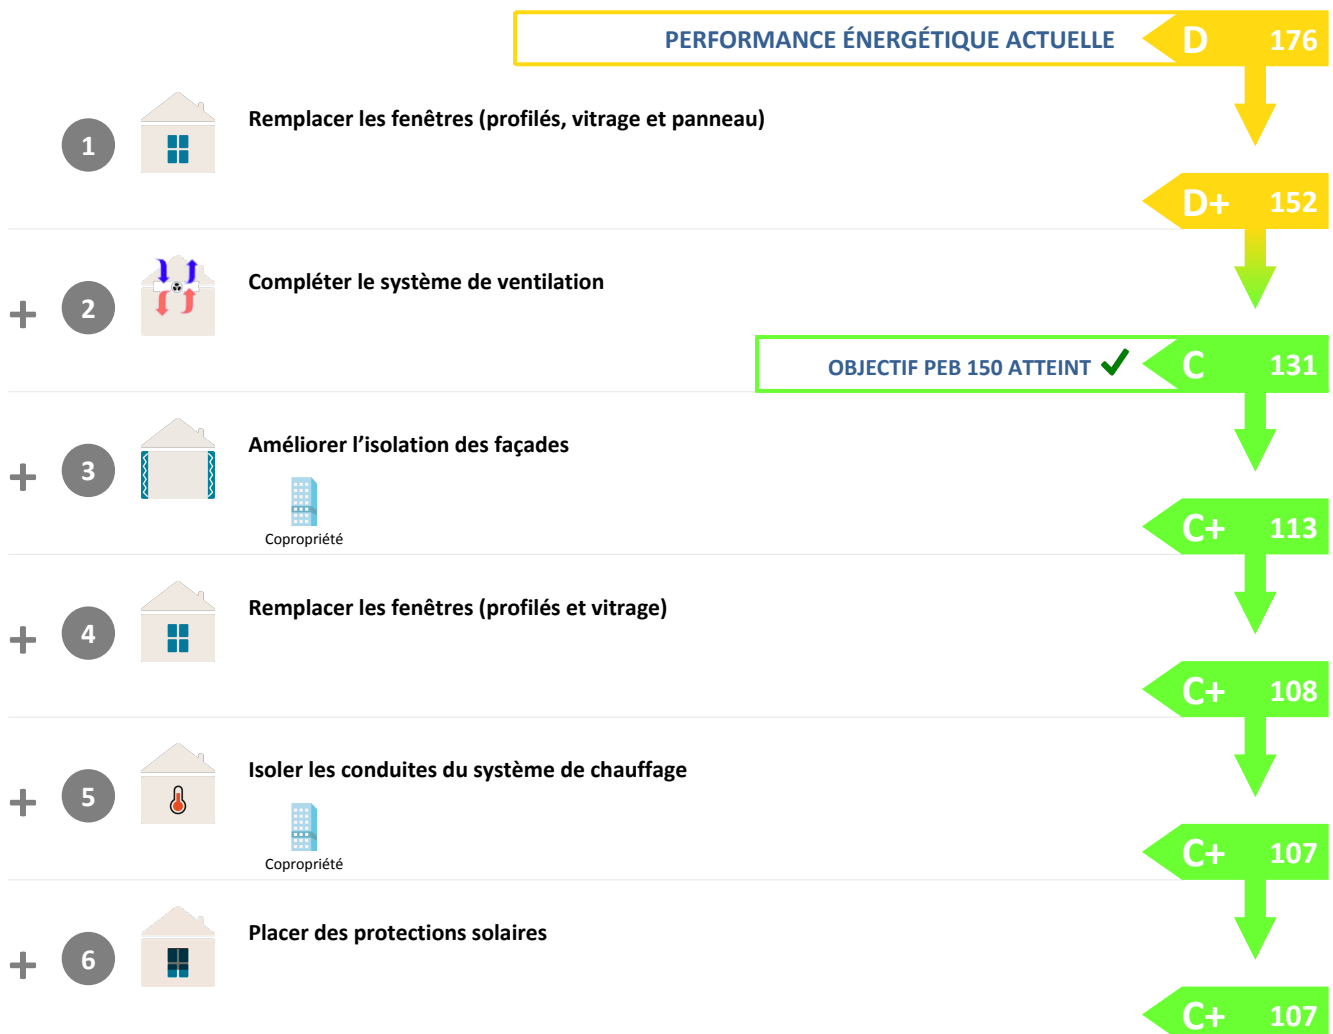 PERFORMANCE ÉNERGÉTIQUE ACTUELLE D 176
1 Remplacer les fenêtres (profilés, vitrage et panneau)
D+ 152
+ 2 Compléter le système de ventilation
OBJECTIF PEB 150 ATTEINT ✔ C 131
+ 3 Améliorer l’isolation des façades
Copropriété
C+ 113
+ 4 Remplacer les fenêtres (profilés et vitrage)
C+ 108
+ 5 Isoler les conduites du système de chauffage
Copropriété
C+ 107
+ 6 Placer des protections solaires
C+ 107